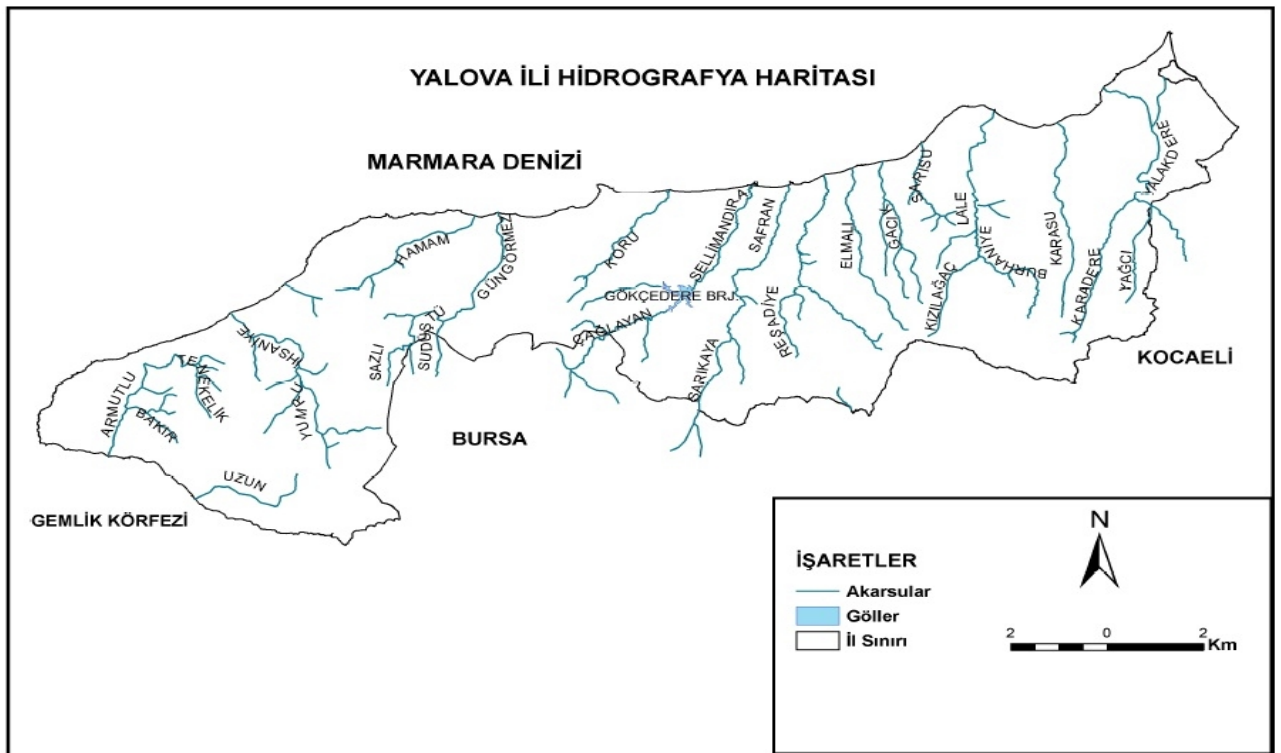 YALOVA İLİ HİDROGRAFYA HARİTASI
MARMARA DENİZİ
YALAKDERE
SARISU
LALE
KARASU
GACIK
ELMALI
SAFRAN
SELLİMANDIRA
KORU
HAMAM
GÜNGÖRMEZ
BURHANİYE
KIZILAĞAÇ
KARADERE
YAĞCI
GÖKÇEDERE BRJ.
ÇAĞLAYAN
REŞADİYE
SARIKAYA
SUDÜŞTÜ
SAZLI
İHSANİYE
TENEKELİK
ARMUTLU
BAKIR
YUMRU
UZUN
KOCAELİ
BURSA
GEMLİK KÖRFEZİ
N
İŞARETLER
Akarsular
Göller
İl Sınırı
2 0 2 Km